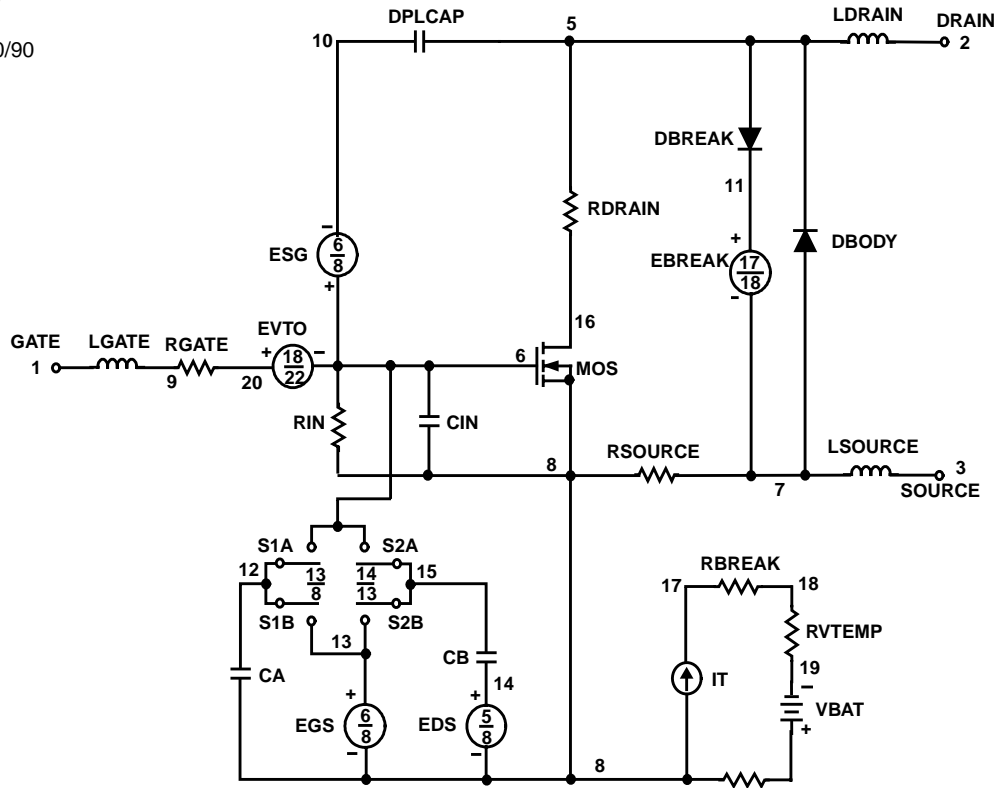 0/90
DPLCAP
5
LDRAIN
DRAIN
10
2
DBREAK
11
RDRAIN
DBODY
ESG
6
8
−
+
EBREAK
+
17
18
−
16
GATE
1
LGATE
RGATE
9
20
EVTO
+
18
22
−
6
MOS
RIN
CIN
8
RSOURCE
7
LSOURCE
3
SOURCE
S1A
S2A
12
13
8
14
13
15
S1B
S2B
13
CA
CB
14
+
EGS
6
8
−
+
EDS
5
8
−
RBREAK
17
18
RVTEMP
19
IT
−
VBAT
+
8